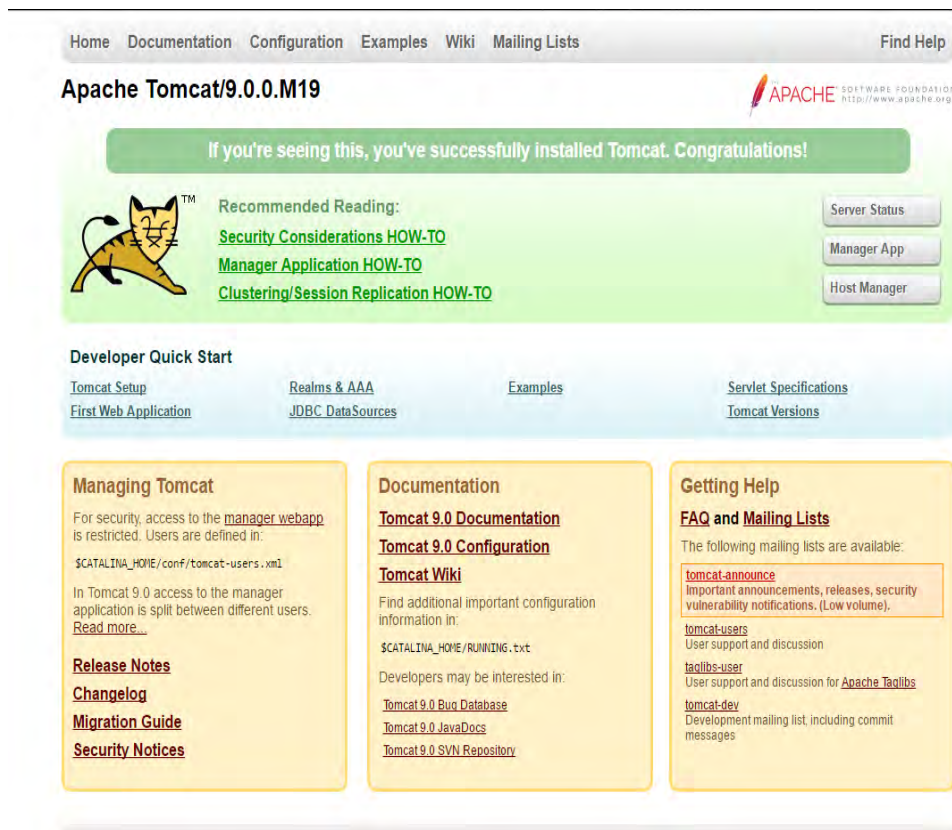 Home Documentation Configuration Examples Wiki Mailing Lists Find Help
Apache Tomcat/9.0.0.M19
APACHE SOFTWARE FOUNDATION
http://www.apache.org
If you're seeing this, you've successfully installed Tomcat. Congratulations!
TM
Recommended Reading:
Security Considerations HOW-TO
Manager Application HOW-TO
Clustering/Session Replication HOW-TO
Server Status
Manager App
Host Manager
Developer Quick Start
Tomcat Setup
First Web Application
Realms & AAA
JDBC DataSources
Examples
Servlet Specifications
Tomcat Versions
Managing Tomcat
For security, access to the manager webapp
is restricted. Users are defined in:
$CATALINA_HOME/conf/tomcat-users.xml
In Tomcat 9.0 access to the manager
application is split between different users.
Read more...
Release Notes
Changelog
Migration Guide
Security Notices
Documentation
Tomcat 9.0 Documentation
Tomcat 9.0 Configuration
Tomcat Wiki
Find additional important configuration
information in:
$CATALINA_HOME/RUNNING.txt
Developers may be interested in:
Tomcat 9.0 Bug Database
Tomcat 9.0 JavaDocs
Tomcat 9.0 SVN Repository
Getting Help
FAQ and Mailing Lists
The following mailing lists are available:
tomcat-announce
Important announcements, releases, security
vulnerability notifications. (Low volume).
tomcat-users
User support and discussion
taglibs-user
User support and discussion for Apache Taglibs
tomcat-dev
Development mailing list, including commit
messages